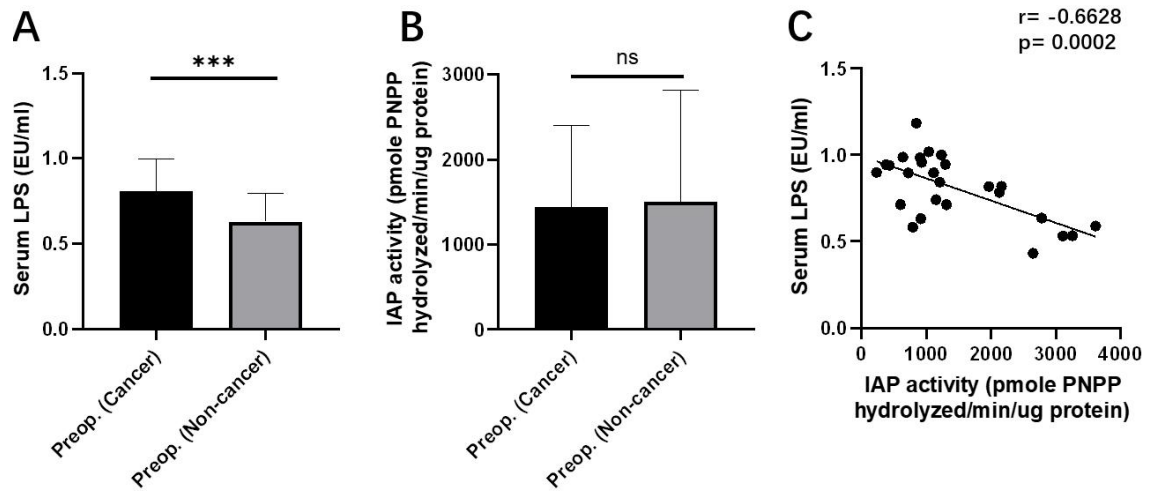 A
Serum LPS (EU/ml)
1.5
1.0
0.5
0.0
***
Preop. (Cancer)
Preop. (Non-cancer)
B
IAP activity (pmole PNPP
hydrolyzed/min/ug protein)
3000
2000
1000
0
ns
Preop. (Cancer)
Preop. (Non-cancer)
C
r= -0.6628
p= 0.0002
Serum LPS (EU/ml)
1.5
1.0
0.5
0.0
0 1000 2000 3000 4000
IAP activity (pmole PNPP
hydrolyzed/min/ug protein)